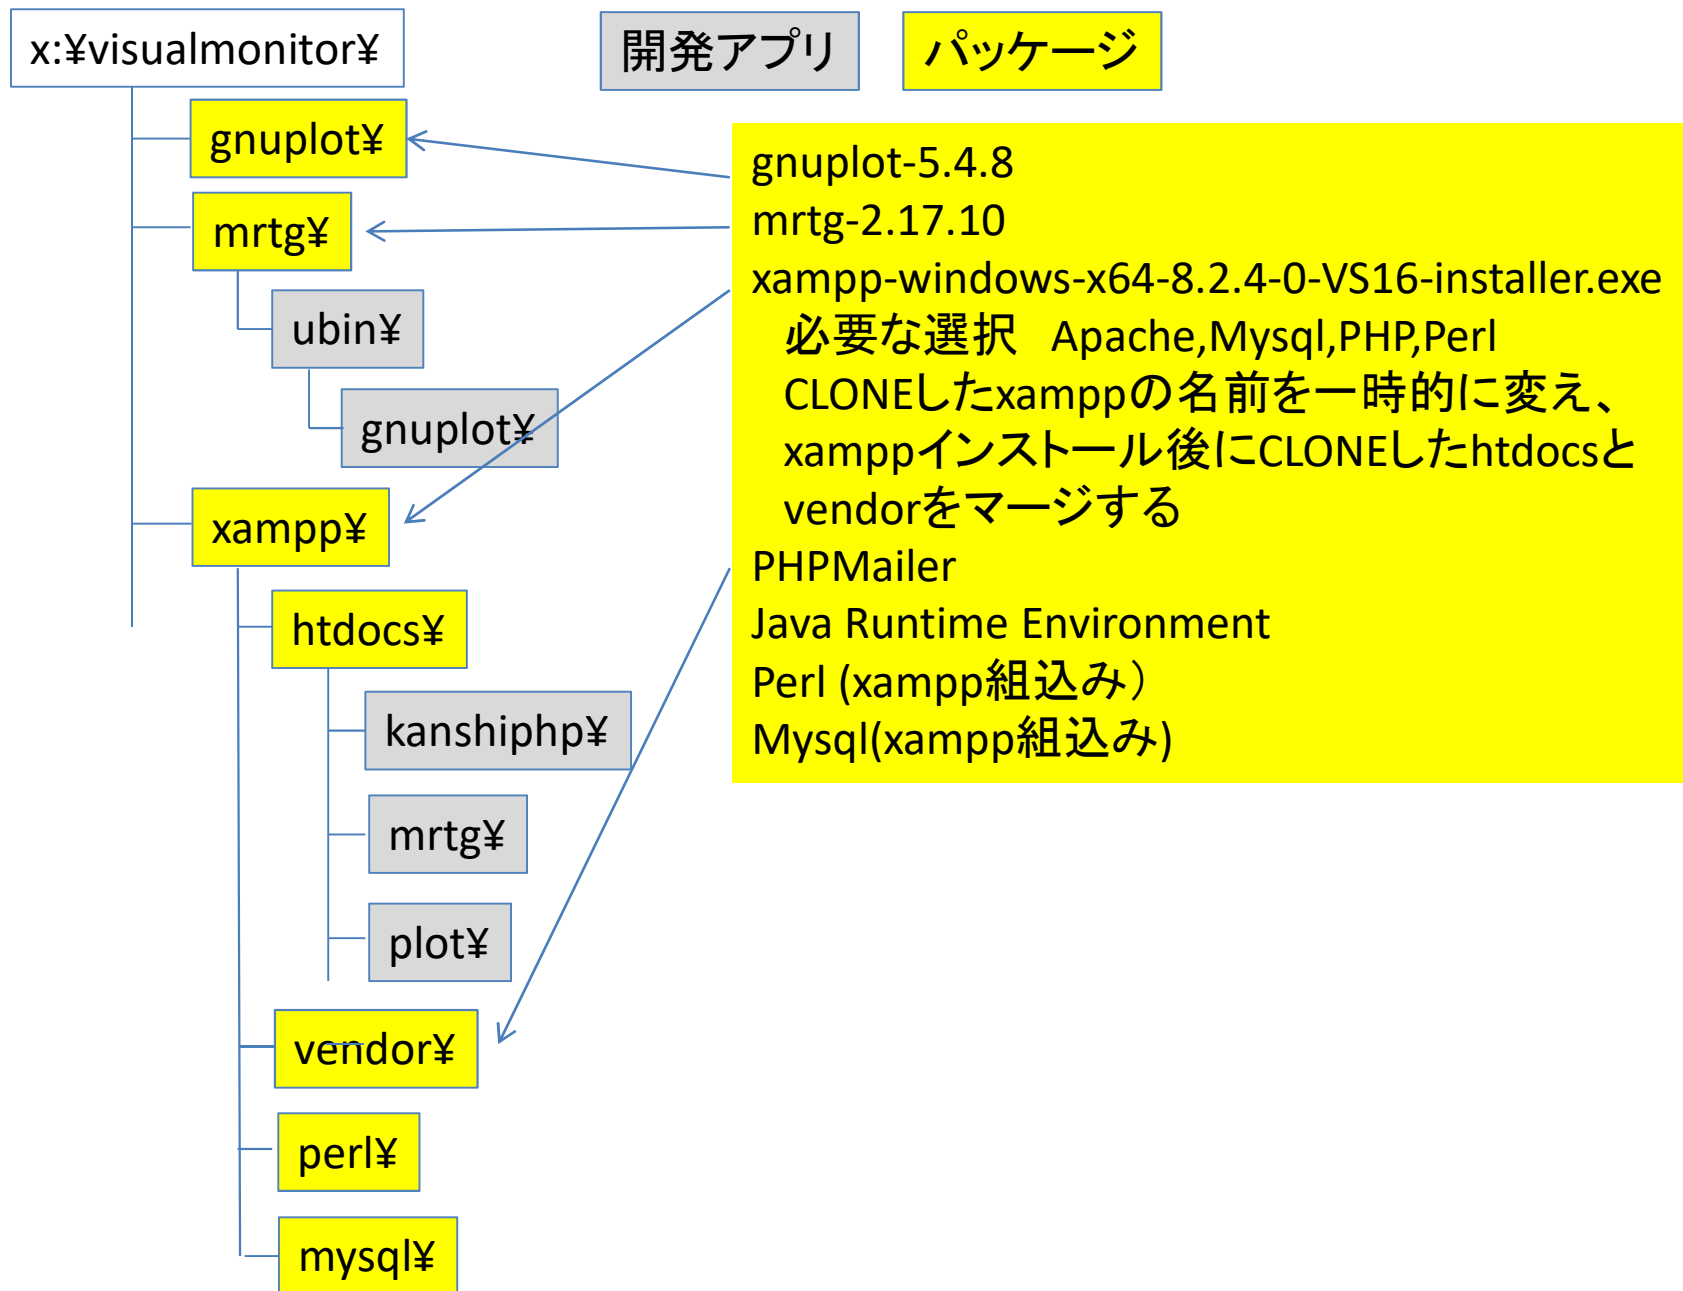 x:¥visualmonitor¥
開発アプリ
パッケージ
gnuplot¥
mrtg¥
ubin¥
gnuplot¥
xampp¥
htdocs¥
kanshiphp¥
mrtg¥
plot¥
vendor¥
perl¥
mysql¥
gnuplot-5.4.8
mrtg-2.17.10
xampp-windows-x64-8.2.4-0-VS16-installer.exe
必要な選択　Apache,Mysql,PHP,Perl
CLONEしたxamppの名前を一時的に変え、
xamppインストール後にCLONEしたhtdocsと
vendorをマージする
PHPMailer
Java Runtime Environment
Perl (xampp組込み）
Mysql(xampp組込み)